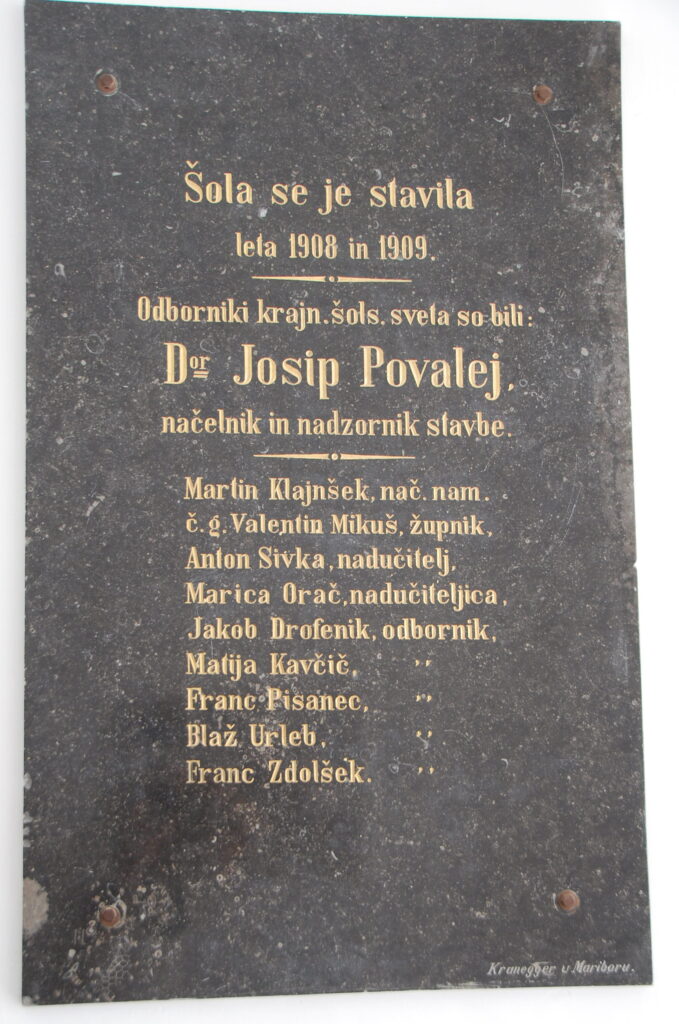 Šola se je stavila
leta 1908 in 1909.
Odborniki krajn. šols. sveta so bili:
Dor Josip Povalej,
načelnik in nadzornik stavbe.
Martin Klajnšek, nač. nam.
č. g. Valentin Mikuš, župnik,
Anton Sivka, nadučitelj,
Marica Orač, nadučiteljica,
Jakob Drofenik, odbornik,
Matija Kavčič, ,,
Franc Pisanec, ,,
Blaž Urleb, ,,
Franc Zdolšek. ,,
Kranegger v Mariboru.